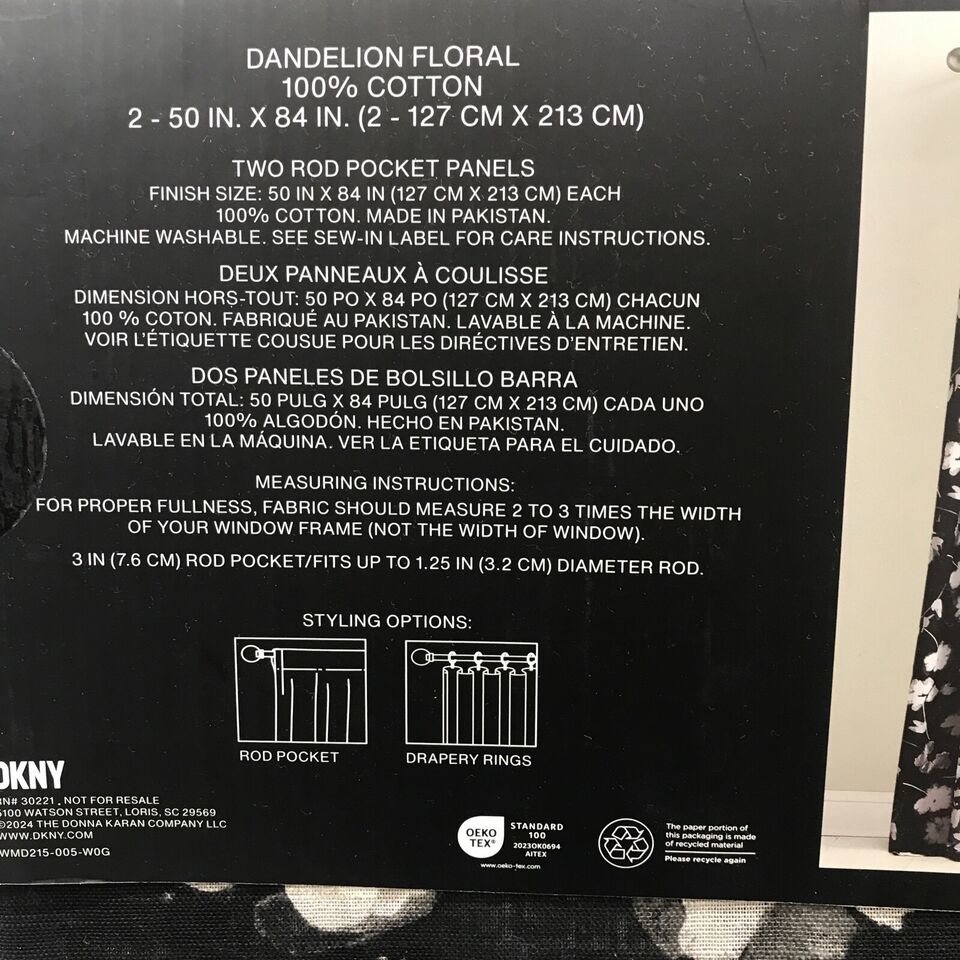 DANDELION FLORAL
100% COTTON
2 - 50 IN. X 84 IN. (2 - 127 CM X 213 CM)
TWO ROD POCKET PANELS
FINISH SIZE: 50 IN X 84 IN (127 CM X 213 CM) EACH
100% COTTON. MADE IN PAKISTAN.
MACHINE WASHABLE. SEE SEW-IN LABEL FOR CARE INSTRUCTIONS.
DEUX PANNEAUX À COULISSE
DIMENSION HORS-TOUT: 50 PO X 84 PO (127 CM X 213 CM) CHACUN
100 % COTON. FABRIQUÉ AU PAKISTAN. LAVABLE À LA MACHINE.
VOIR L'ÉTIQUETTE COUSUE POUR LES DIRÉCTIVES D'ENTRETIEN.
DOS PANELES DE BOLSILLO BARRA
DIMENSIÓN TOTAL: 50 PULG X 84 PULG (127 CM X 213 CM) CADA UNO
100% ALGODÓN. HECHO EN PAKISTAN.
LAVABLE EN LA MÁQUINA. VER LA ETIQUETA PARA EL CUIDADO.
MEASURING INSTRUCTIONS:
FOR PROPER FULLNESS, FABRIC SHOULD MEASURE 2 TO 3 TIMES THE WIDTH
OF YOUR WINDOW FRAME (NOT THE WIDTH OF WINDOW).
3 IN (7.6 CM) ROD POCKET/FITS UP TO 1.25 IN (3.2 CM) DIAMETER ROD.
STYLING OPTIONS:
ROD POCKET
DRAPERY RINGS
DKNY
RN# 30221 . NOT FOR RESALE
5100 WATSON STREET, LORIS, SC 29569
©2024 THE DONNA KARAN COMPANY LLC
WWW.DKNY.COM
WMD215-005-W0G
OEKO
TEX®
STANDARD
100
2023OK0694
AITEX
www.oeko-tex.com
The paper portion of
this packaging is made
of recycled material
Please recycle again